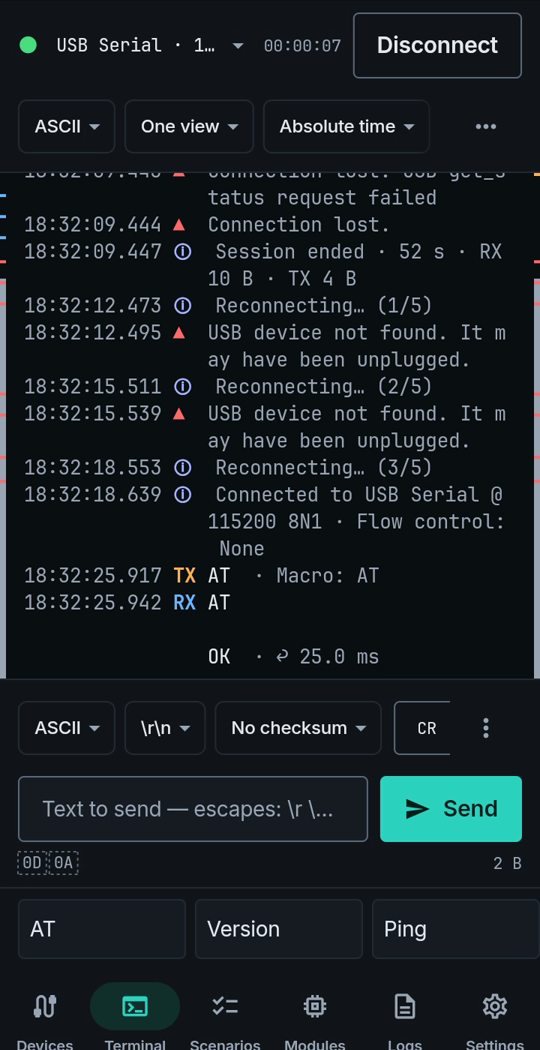 USB Serial · 1… 00:00:07 Disconnect
ASCII One view Absolute time
Connection lost. USB get_s
tatus request failed
18:32:09.444 Connection lost.
18:32:09.447 Session ended · 52 s · RX
10 B · TX 4 B
18:32:12.473 Reconnecting… (1/5)
18:32:12.495 USB device not found. It m
ay have been unplugged.
18:32:15.511 Reconnecting… (2/5)
18:32:15.539 USB device not found. It m
ay have been unplugged.
18:32:18.553 Reconnecting… (3/5)
18:32:18.639 Connected to USB Serial @
115200 8N1 · Flow control:
None
18:32:25.917 TX AT · Macro: AT
18:32:25.942 RX AT
OK · ⤶ 25.0 ms
ASCII \r\n No checksum CR
Text to send — escapes: \r \…
Send
0D 0A 2 B
AT Version Ping
Devices Terminal Scenarios Modules Logs Settings